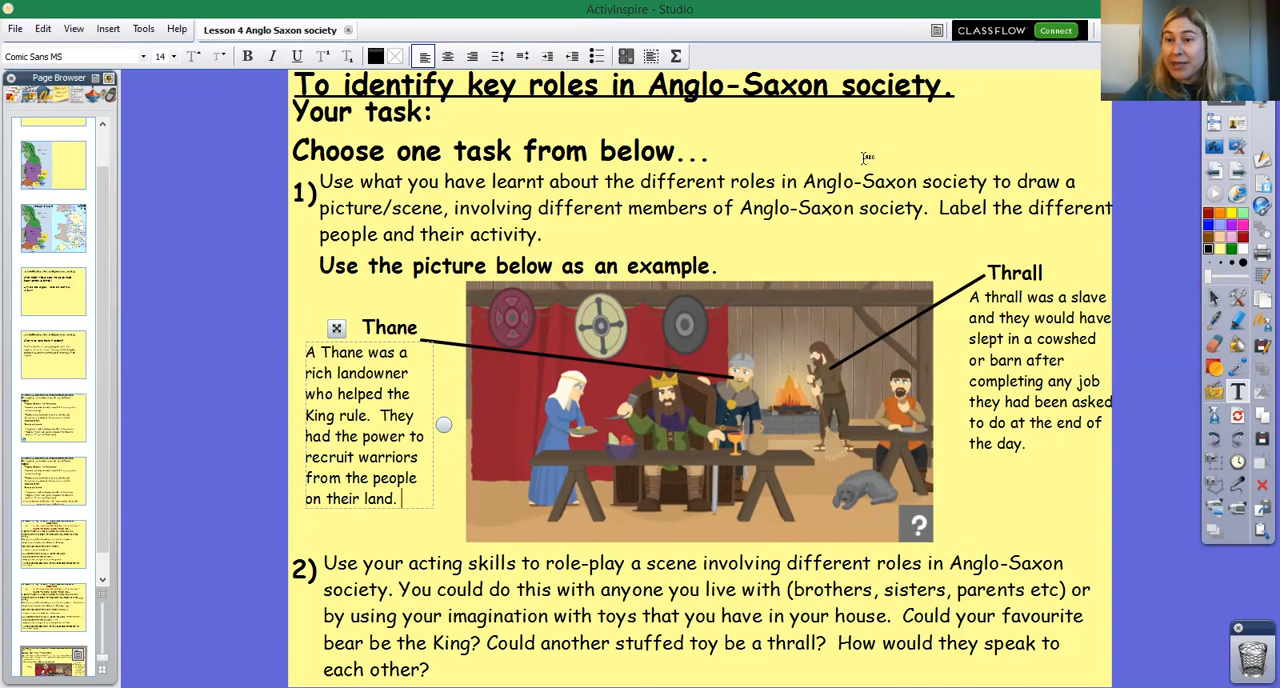 ActivInspire - Studio
File Edit View Insert Tools Help
Lesson 4 Anglo Saxon society
CLASSFLOW Connect
Comic Sans MS 14
Page Browser
To identify key roles in Anglo-Saxon society.
Your task:
Choose one task from below...
1) Use what you have learnt about the different roles in Anglo-Saxon society to draw a
picture/scene, involving different members of Anglo-Saxon society. Label the different
people and their activity.
Use the picture below as an example.
Thane
A Thane was a
rich landowner
who helped the
King rule. They
had the power to
recruit warriors
from the people
on their land.
Thrall
A thrall was a slave
and they would have
slept in a cowshed
or barn after
completing any job
they had been asked
to do at the end of
the day.
?
2) Use your acting skills to role-play a scene involving different roles in Anglo-Saxon
society. You could do this with anyone you live with (brothers, sisters, parents etc) or
by using your imagination with toys that you have in your house. Could your favourite
bear be the King? Could another stuffed toy be a thrall? How would they speak to
each other?